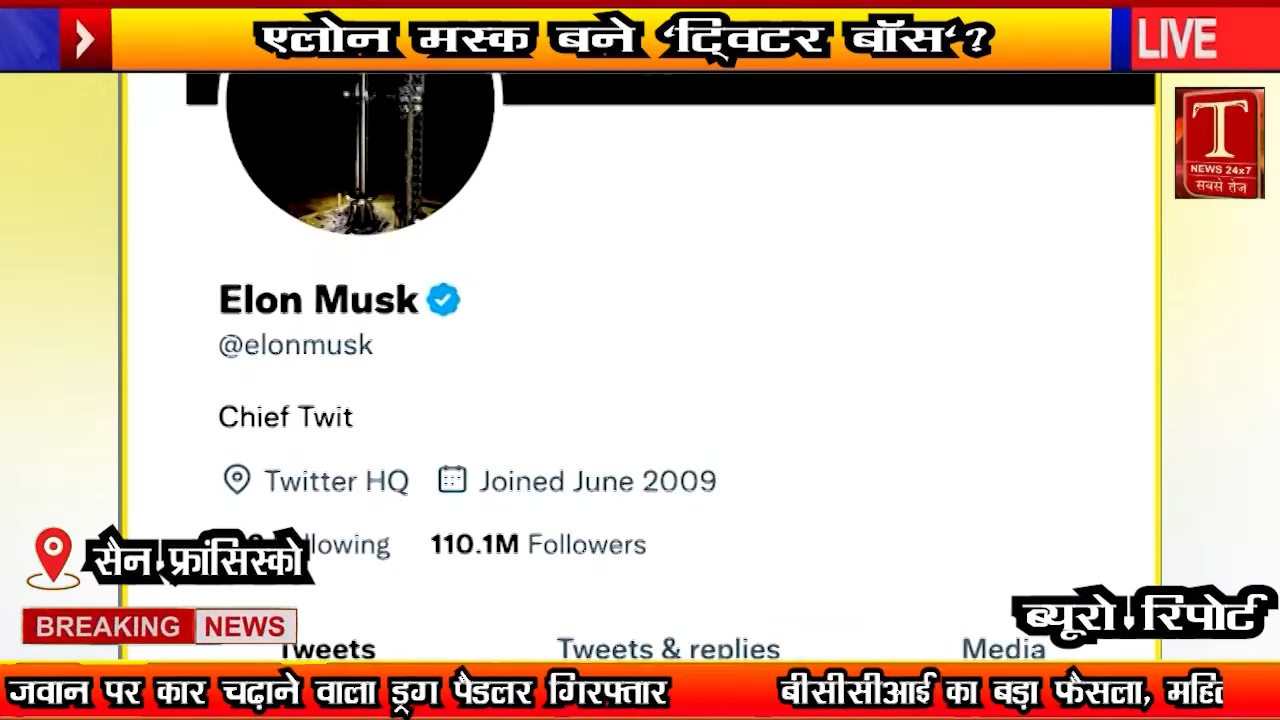 एलोन मस्क बने ‘ट्विटर बॉस‘?
LIVE
T
NEWS 24x7
सबसे तेज
Elon Musk
@elonmusk
Chief Twit
Twitter HQ Joined June 2009
110.1M Followers
सैन फ्रांसिस्को
ब्यूरो रिपोर्ट
BREAKING NEWS
Tweets Tweets & replies Media
जवान पर कार चढ़ाने वाला ड्रग पैडलर गिरफ्तार बीसीसीआई का बड़ा फैसला,